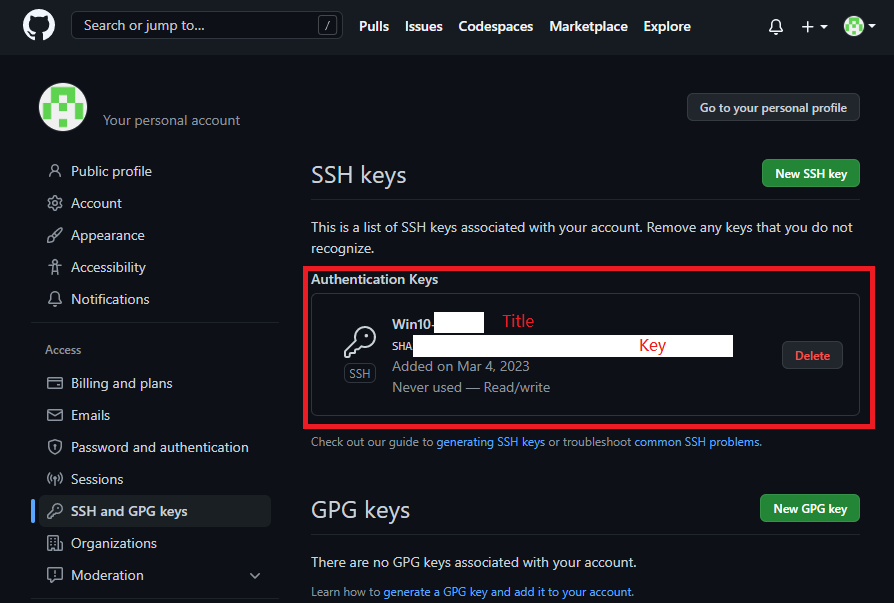 Search or jump to... /
Pulls Issues Codespaces Marketplace Explore
Your personal account
Go to your personal profile
Public profile
Account
Appearance
Accessibility
Notifications
Access
Billing and plans
Emails
Password and authentication
Sessions
SSH and GPG keys
Organizations
Moderation
SSH keys
New SSH key
This is a list of SSH keys associated with your account. Remove any keys that you do not
recognize.
Authentication Keys
Win10- Title
SHA Key
Added on Mar 4, 2023
SSH
Never used — Read/write
Delete
Check out our guide to generating SSH keys or troubleshoot common SSH problems.
GPG keys
New GPG key
There are no GPG keys associated with your account.
Learn how to generate a GPG key and add it to your account.